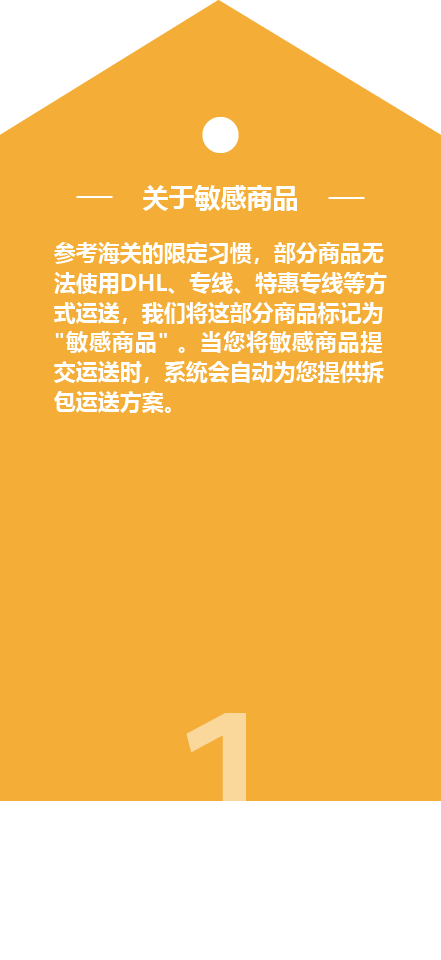 关于敏感商品
参考海关的限定习惯，部分商品无
法使用DHL、专线、特惠专线等方
式运送，我们将这部分商品标记为
"敏感商品" 。当您将敏感商品提
交运送时，系统会自动为您提供拆
包运送方案。
1